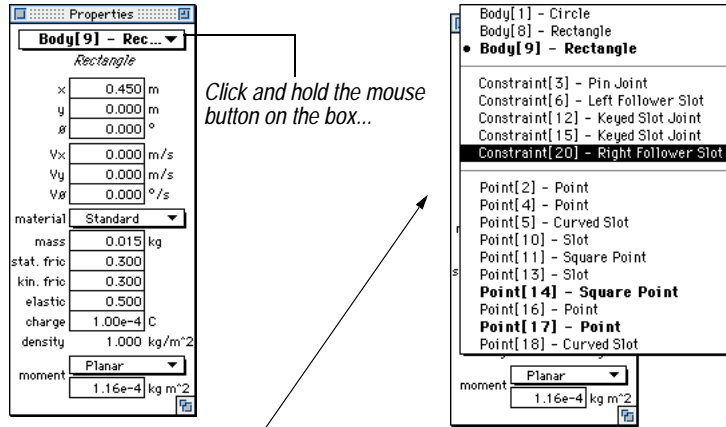 Properties
Body[9] - Rec...
Rectangle
x 0.450 m
y 0.000 m
ø 0.000 °
Vx 0.000 m/s
Vy 0.000 m/s
Vø 0.000 °/s
material Standard
mass 0.015 kg
stat. fric 0.300
kin. fric 0.300
elastic 0.500
charge 1.00e-4 C
density 1.000 kg/m^2
moment Planar
1.16e-4 kg m^2
Click and hold the mouse
button on the box...
Body[1] - Circle
Body[8] - Rectangle
• Body[9] - Rectangle
Constraint[3] - Pin Joint
Constraint[6] - Left Follower Slot
Constraint[12] - Keyed Slot Joint
Constraint[15] - Keyed Slot Joint
Constraint[20] - Right Follower Slot
Point[2] - Point
Point[4] - Point
Point[5] - Curved Slot
Point[10] - Slot
Point[11] - Square Point
Point[13] - Slot
Point[14] - Square Point
Point[16] - Point
Point[17] - Point
Point[18] - Curved Slot
moment Planar
1.16e-4 kg m^2